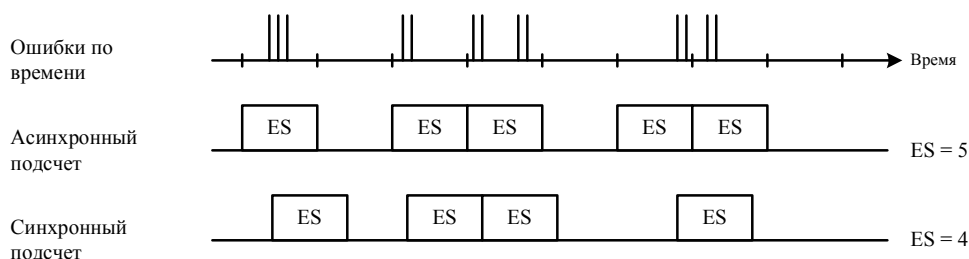 Ошибки по
времени
Время
Асинхронный
подсчет
ES
ES
ES
ES
ES
ES = 5
Синхронный
подсчет
ES
ES
ES
ES
ES = 4